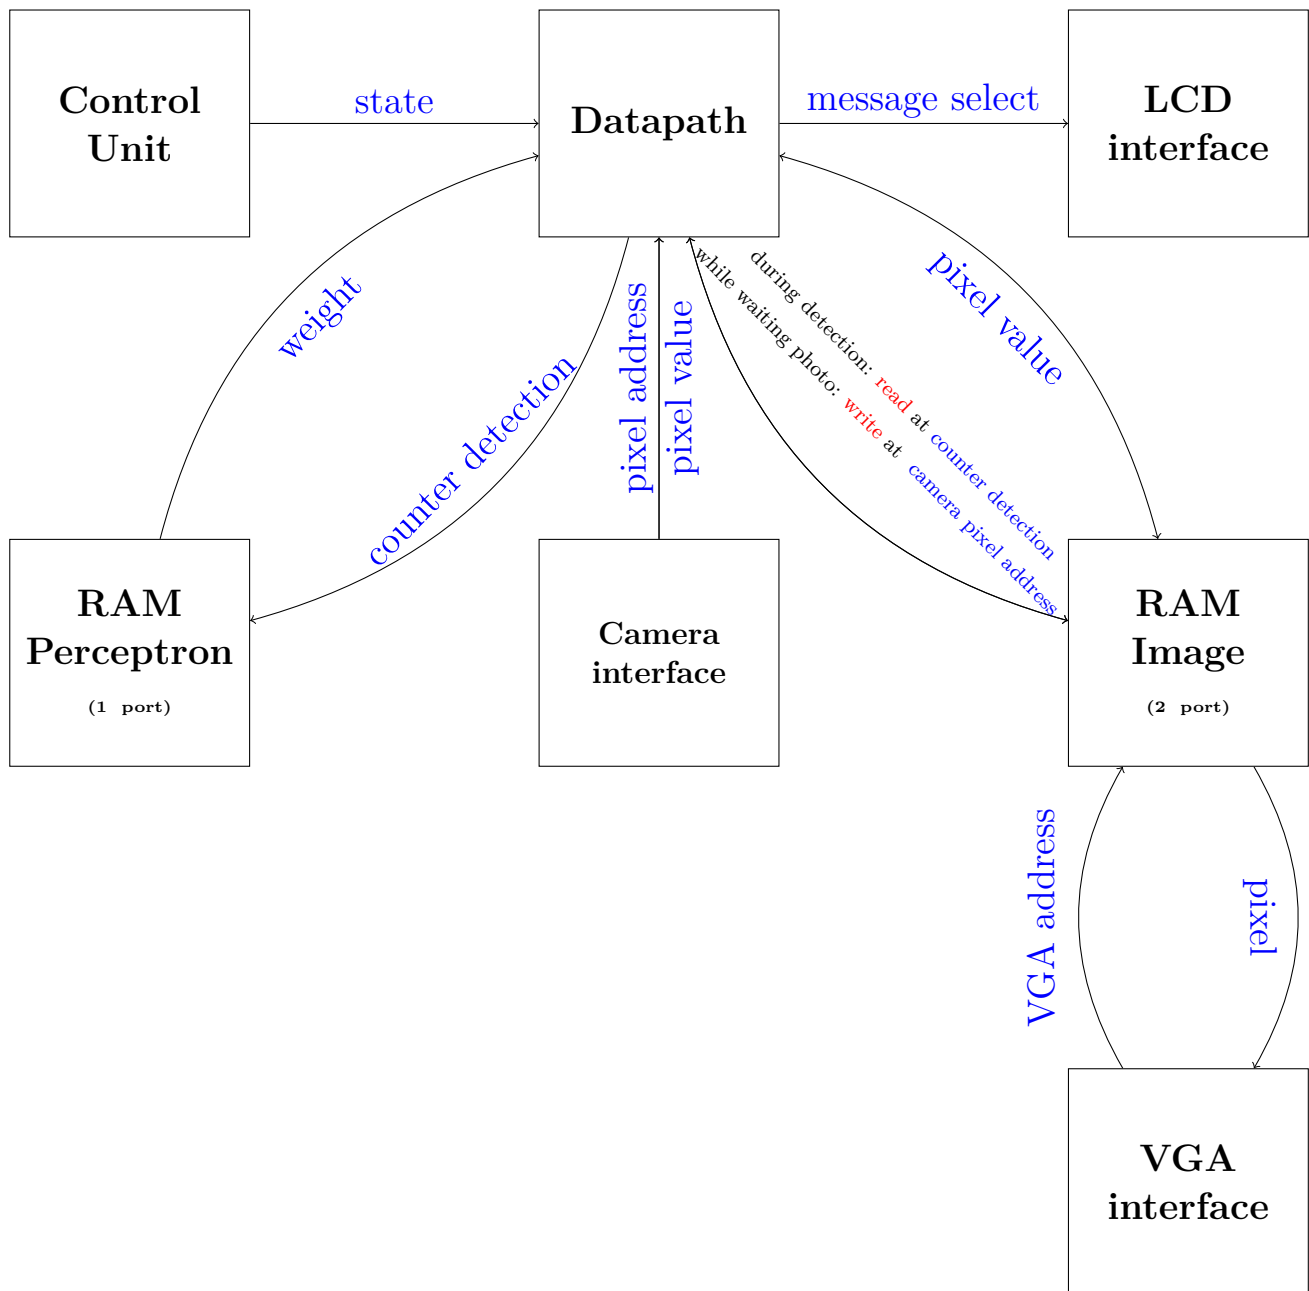 Control
Unit
state
Datapath
message select
LCD
interface
weight
counter detection
pixel address
pixel value
during detection: read at counter detection
while waiting photo: write at camera pixel address
pixel value
RAM
Perceptron
(1 port)
Camera
interface
RAM
Image
(2 port)
VGA address
pixel
VGA
interface